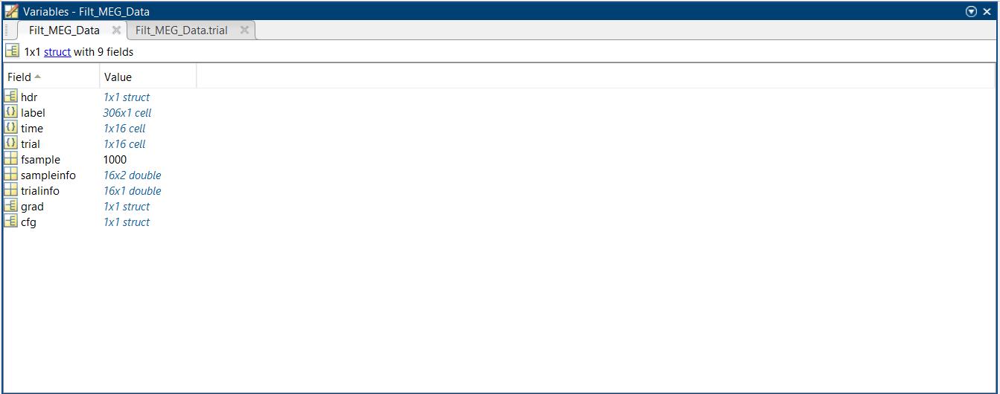 Variables - Filt_MEG_Data
Filt_MEG_Data Filt_MEG_Data.trial
1x1 struct with 9 fields
Field Value
hdr 1x1 struct
label 306x1 cell
time 1x16 cell
trial 1x16 cell
fsample 1000
sampleinfo 16x2 double
trialinfo 16x1 double
grad 1x1 struct
cfg 1x1 struct